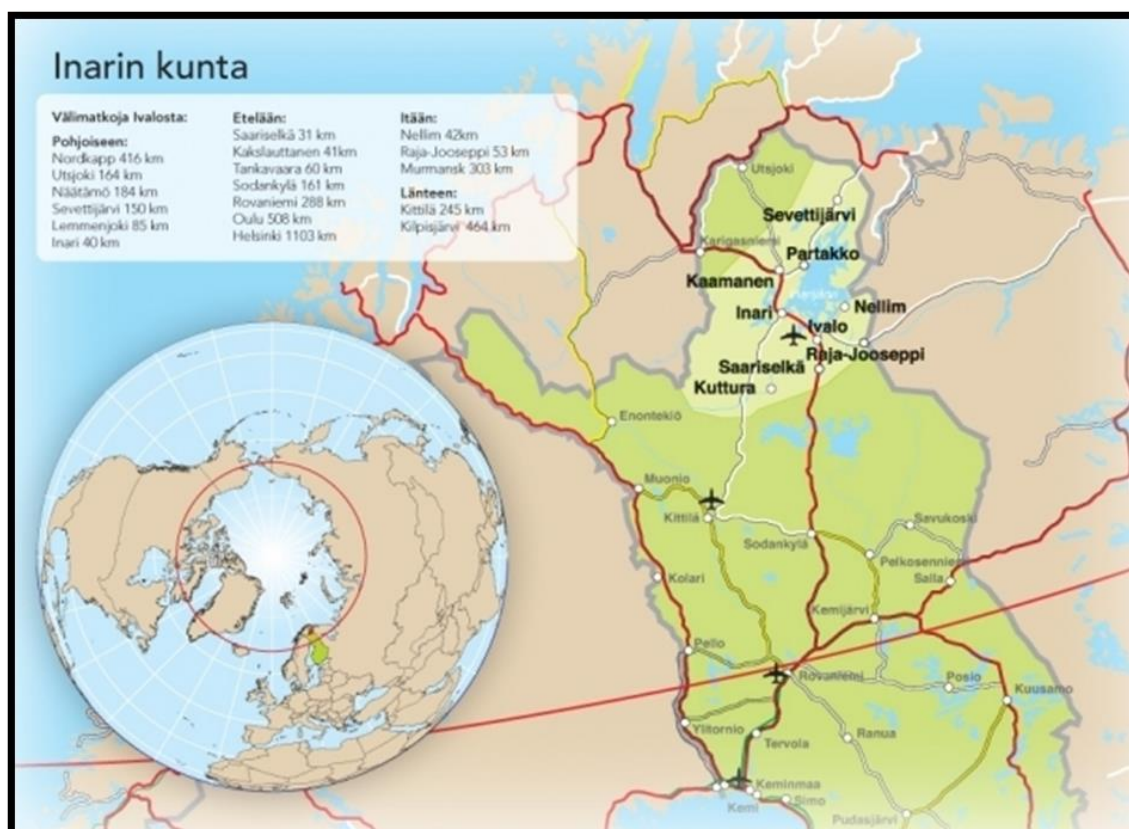 Inarin kunta
Välimatkoja Ivalosta:
Pohjoiseen:
Nordkapp 416 km
Utsjoki 164 km
Näätämö 184 km
Sevettijärvi 150 km
Lemmenjoki 85 km
Inari 40 km
Etelään:
Saariselkä 31 km
Kakslauttanen 41km
Tankavaara 60 km
Sodankylä 161 km
Rovaniemi 288 km
Oulu 508 km
Helsinki 1103 km
Itään:
Nellim 42km
Raja-Jooseppi 53 km
Murmansk 303 km
Länteen:
Kittilä 245 km
Kilpisjärvi 464 km
Utsjoki
Sevettijärvi
Karigasniemi
Partakko
Kaamanen
Nellim
Inari
Ivalo
Raja-Jooseppi
Saariselkä
Kuttura
Enontekiö
Muonio
Kittilä
Savukoski
Sodankylä
Pelkosenniemi
Salla
Kolari
Kemijärvi
Pello
Rovaniemi
Posio
Kuusamo
Ylitornio
Tervola
Ranua
Keminmaa
Kemi
Simo
Pudasjärvi